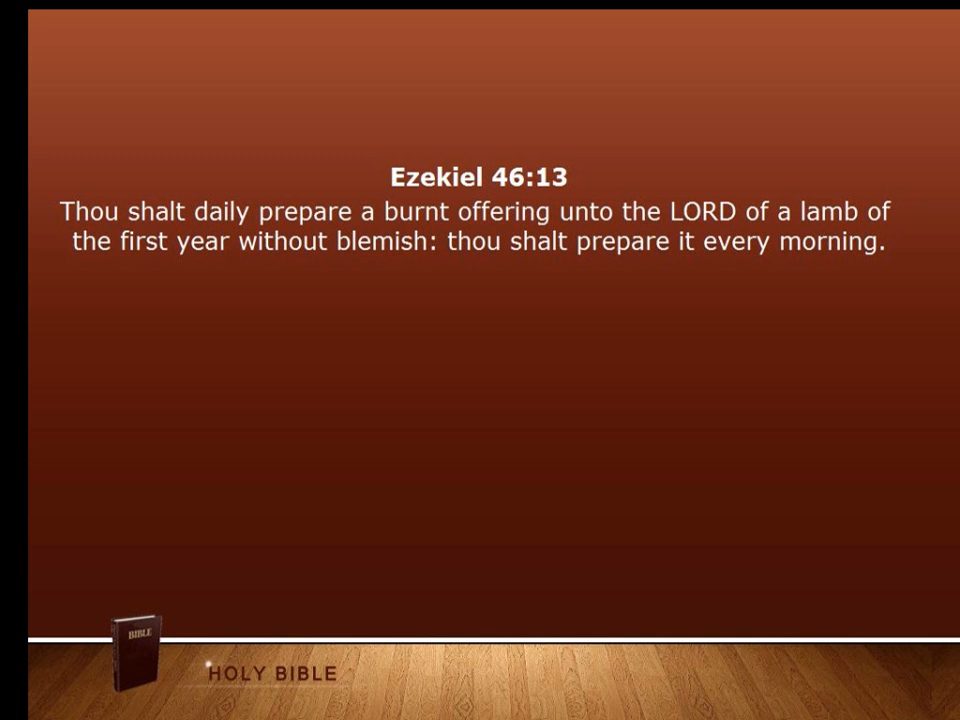 Ezekiel 46:13
Thou shalt daily prepare a burnt offering unto the LORD of a lamb of
the first year without blemish: thou shalt prepare it every morning.
BIBLE
HOLY BIBLE